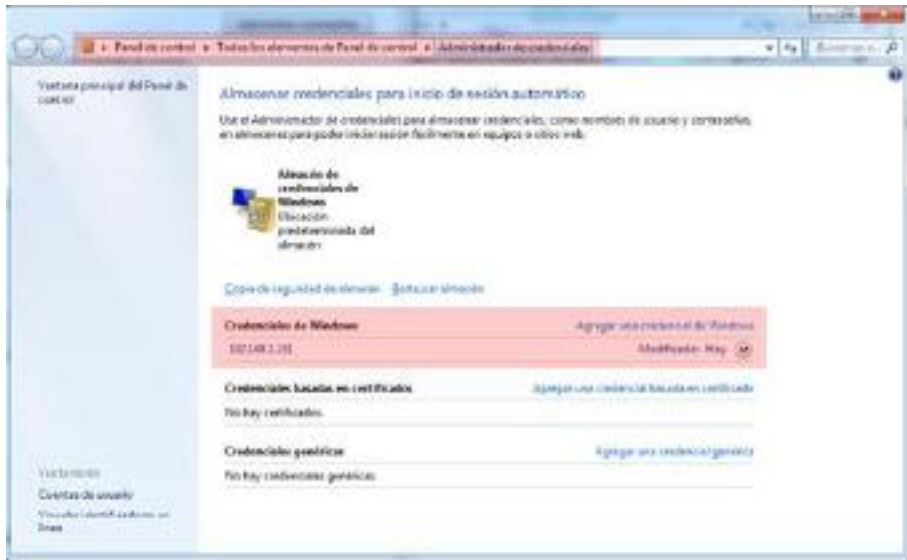 Panel de control ▸ Todos los elementos de Panel de control ▸ Administrador de credenciales
Ventana principal del Panel de
control
Almacenar credenciales para inicio de sesión automático
Use el Administrador de credenciales para almacenar credenciales, como nombres de usuario y contraseñas,
en almacenes para poder iniciar sesión fácilmente en equipos o sitios web.
Almacén de
credenciales de
Windows
Ubicación
predeterminada del
almacén
Copia de seguridad de almacén Restaurar almacén
Credenciales de Windows Agregar una credencial de Windows
Modificado: Hoy
Credenciales basadas en certificados Agregar una credencial basada en certificado
No hay certificados.
Credenciales genéricas Agregar una credencial genérica
No hay credenciales genéricas.
Vea también
Cuentas de usuario
línea